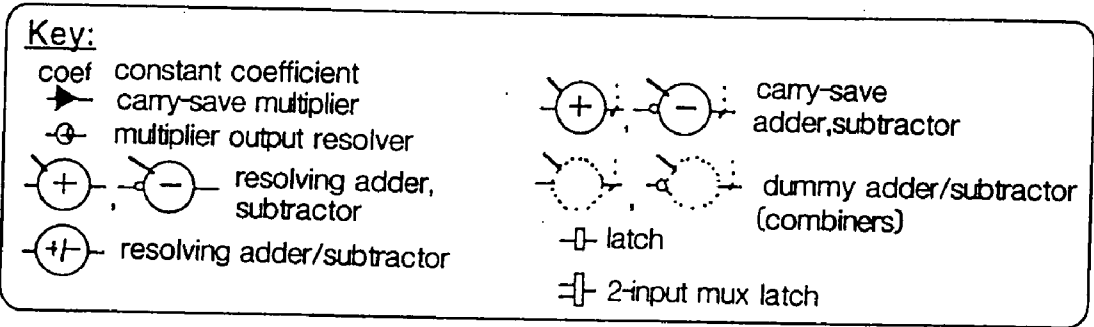 Key:
coef constant coefficient
carry-save multiplier
multiplier output resolver
+ , − resolving adder,
subtractor
+/- resolving adder/subtractor
+ , − carry-save
adder,subtractor
, dummy adder/subtractor
(combiners)
latch
2-input mux latch